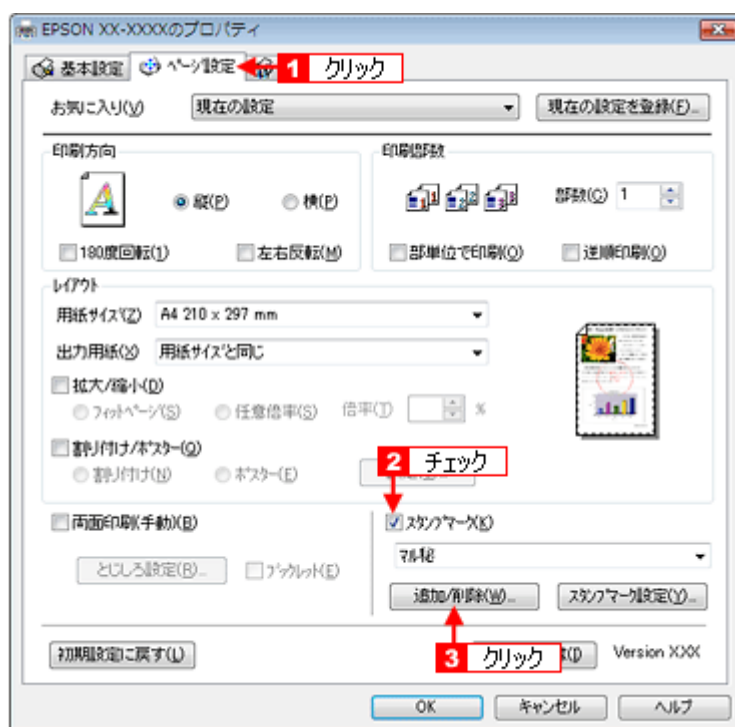 EPSON XX-XXXXのプロパティ
基本設定 ページ設定 1 クリック
お気に入り(V) 現在の設定 現在の設定を登録(F)...
印刷方向 印刷部数
縦(P) 横(P) 部数(C) 1
180度回転(1) 左右反転(M) 部単位で印刷(O) 逆順印刷(O)
レイアウト
用紙サイズ(Z) A4 210 x 297 mm
出力用紙(X) 用紙サイズと同じ
拡大/縮小(D)
フィットページ(S) 任意倍率(S) 倍率(T) %
割り付け/ポスター(Q)
割り付け(N) ポスター(E)
2 チェック
両面印刷(手動)(B) スタンプマーク(K)
マル秘
とじしろ設定(R)... ブックレット(E)
追加/削除(W)... スタンプマーク設定(Y)...
初期設定に戻す(L) 3 クリック Version X.XX
OK キャンセル ヘルプ